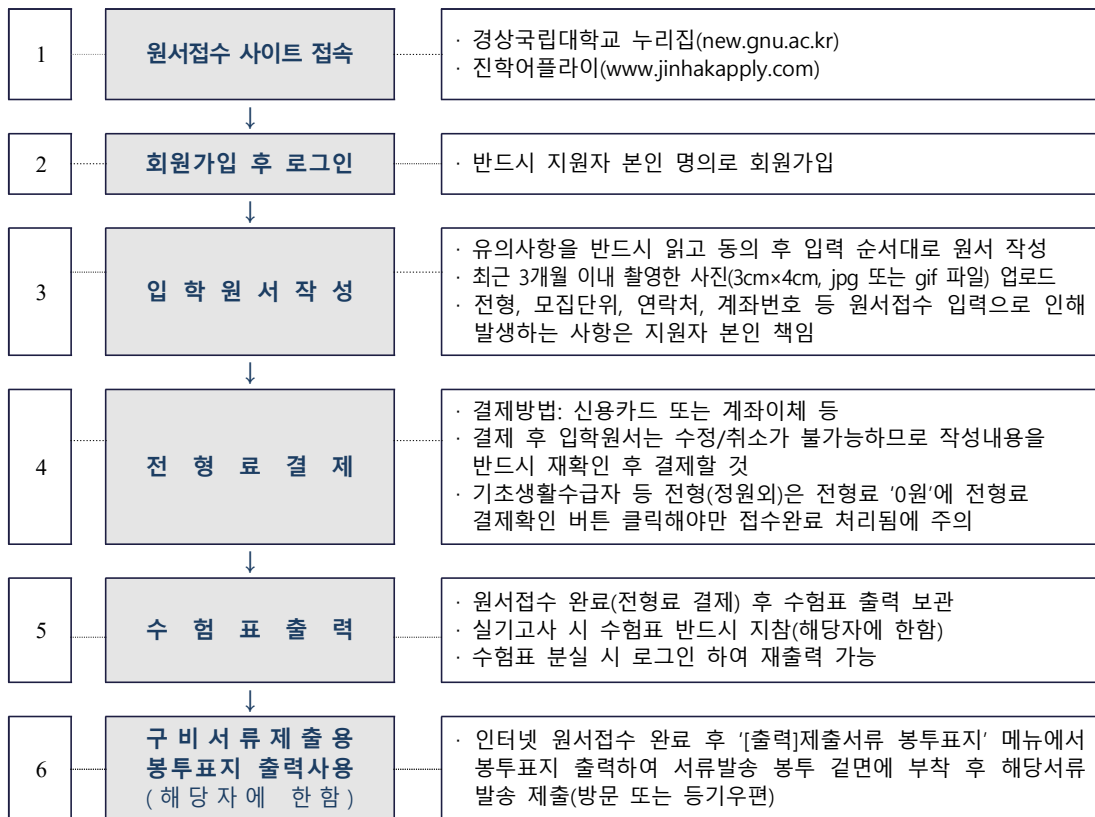 1
원서접수 사이트 접속
· 경상국립대학교 누리집(new.gnu.ac.kr)
· 진학어플라이(www.jinhakapply.com)
↓
2
회원가입 후 로그인
· 반드시 지원자 본인 명의로 회원가입
↓
3
입 학 원 서 작 성
· 유의사항을 반드시 읽고 동의 후 입력 순서대로 원서 작성
· 최근 3개월 이내 촬영한 사진(3cm×4cm, jpg 또는 gif 파일) 업로드
· 전형, 모집단위, 연락처, 계좌번호 등 원서접수 입력으로 인해
발생하는 사항은 지원자 본인 책임
↓
4
전 형 료 결 제
· 결제방법: 신용카드 또는 계좌이체 등
· 결제 후 입학원서는 수정/취소가 불가능하므로 작성내용을
반드시 재확인 후 결제할 것
· 기초생활수급자 등 전형(정원외)은 전형료 '0원'에 전형료
결제확인 버튼 클릭해야만 접수완료 처리됨에 주의
↓
5
수 험 표 출 력
· 원서접수 완료(전형료 결제) 후 수험표 출력 보관
· 실기고사 시 수험표 반드시 지참(해당자에 한함)
· 수험표 분실 시 로그인 하여 재출력 가능
↓
6
구 비 서 류 제 출 용
봉투표지 출력사용
( 해 당 자 에 한 함 )
· 인터넷 원서접수 완료 후 '[출력]제출서류 봉투표지' 메뉴에서
봉투표지 출력하여 서류발송 봉투 겉면에 부착 후 해당서류
발송 제출(방문 또는 등기우편)